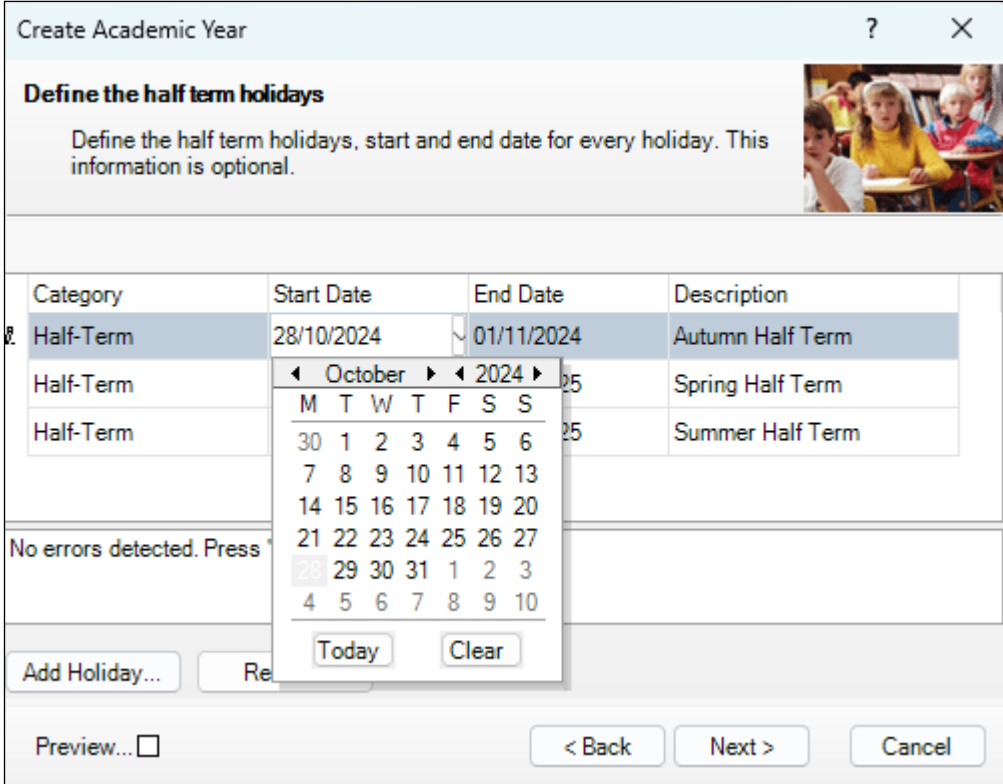 Create Academic Year ?
Define the half term holidays
Define the half term holidays, start and end date for every holiday. This
information is optional.
Category Start Date End Date Description
Half-Term 28/10/2024 01/11/2024 Autumn Half Term
October 2024
Half-Term 25 Spring Half Term
M T W T F S S
Half-Term 25 Summer Half Term
30 1 2 3 4 5 6
7 8 9 10 11 12 13
14 15 16 17 18 19 20
21 22 23 24 25 26 27
No errors detected. Press "
28 29 30 31 1 2 3
4 5 6 7 8 9 10
Today Clear
Add Holiday... Re
Preview... < Back Next > Cancel